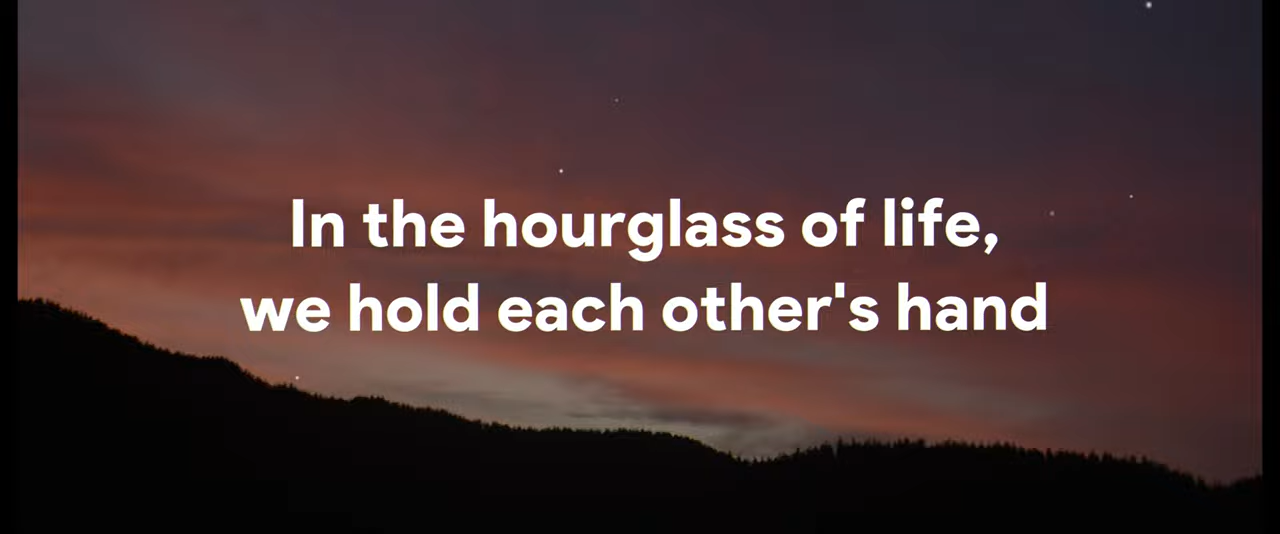 In the hourglass of life,
we hold each other's hand